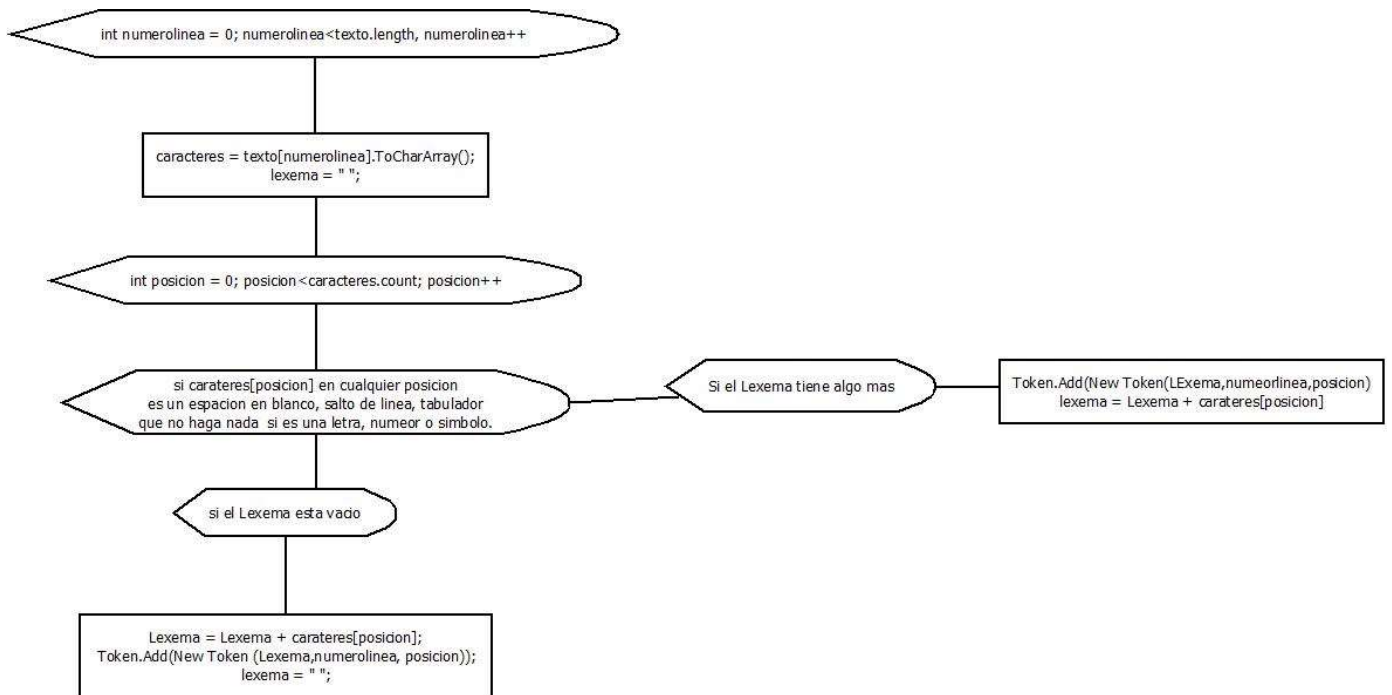 int numerolinea = 0; numerolinea<texto.length, numerolinea++
caracteres = texto[numerolinea].ToCharArray();
lexema = " ";
int posicion = 0; posicion<caracteres.count; posicion++
si carateres[posicion] en cualquier posicion
es un espacion en blanco, salto de linea, tabulador
que no haga nada si es una letra, numeor o simbolo.
Si el Lexema tiene algo mas
Token.Add(New Token(LExema,numeorlinea,posicion)
lexema = Lexema + carateres[posicion]
si el Lexema esta vacio
Lexema = Lexema + carateres[posicion];
Token.Add(New Token (Lexema,numerolinea, posicion));
lexema = " ";